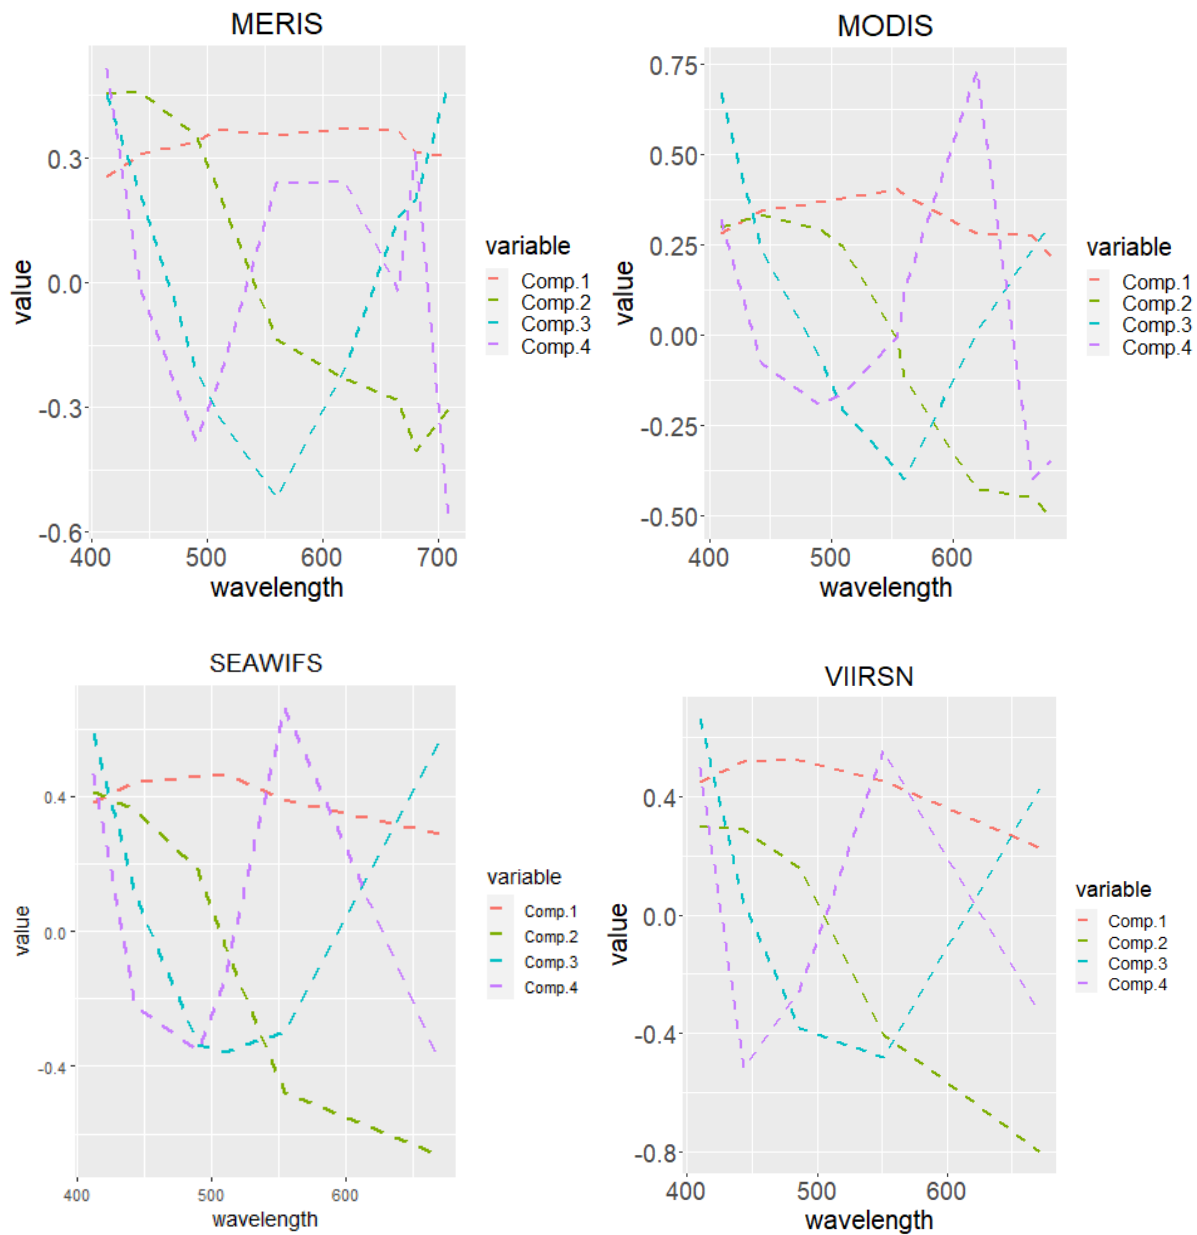 MERIS
value
0.3
0.0
-0.3
-0.6
400 500 600 700
wavelength
variable
Comp.1
Comp.2
Comp.3
Comp.4
MODIS
value
0.75
0.50
0.25
0.00
-0.25
-0.50
400 500 600
wavelength
variable
Comp.1
Comp.2
Comp.3
Comp.4
SEAWIFS
value
0.4
0.0
-0.4
400 500 600
wavelength
variable
Comp.1
Comp.2
Comp.3
Comp.4
VIIRSN
value
0.4
0.0
-0.4
-0.8
400 500 600
wavelength
variable
Comp.1
Comp.2
Comp.3
Comp.4